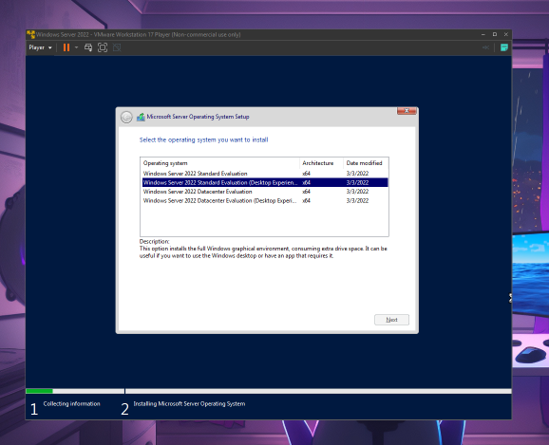 Windows Server 2022 - VMware Workstation 17 Player (Non-commercial use only)
Player
Microsoft Server Operating System Setup
Select the operating system you want to install
Operating system Architecture Date modified
Windows Server 2022 Standard Evaluation x64 3/3/2022
Windows Server 2022 Standard Evaluation (Desktop Experien... x64 3/3/2022
Windows Server 2022 Datacenter Evaluation x64 3/3/2022
Windows Server 2022 Datacenter Evaluation (Desktop Experi... x64 3/3/2022
Description:
This option installs the full Windows graphical environment, consuming extra drive space. It can be
useful if you want to use the Windows desktop or have an app that requires it.
Next
1 Collecting information 2 Installing Microsoft Server Operating System